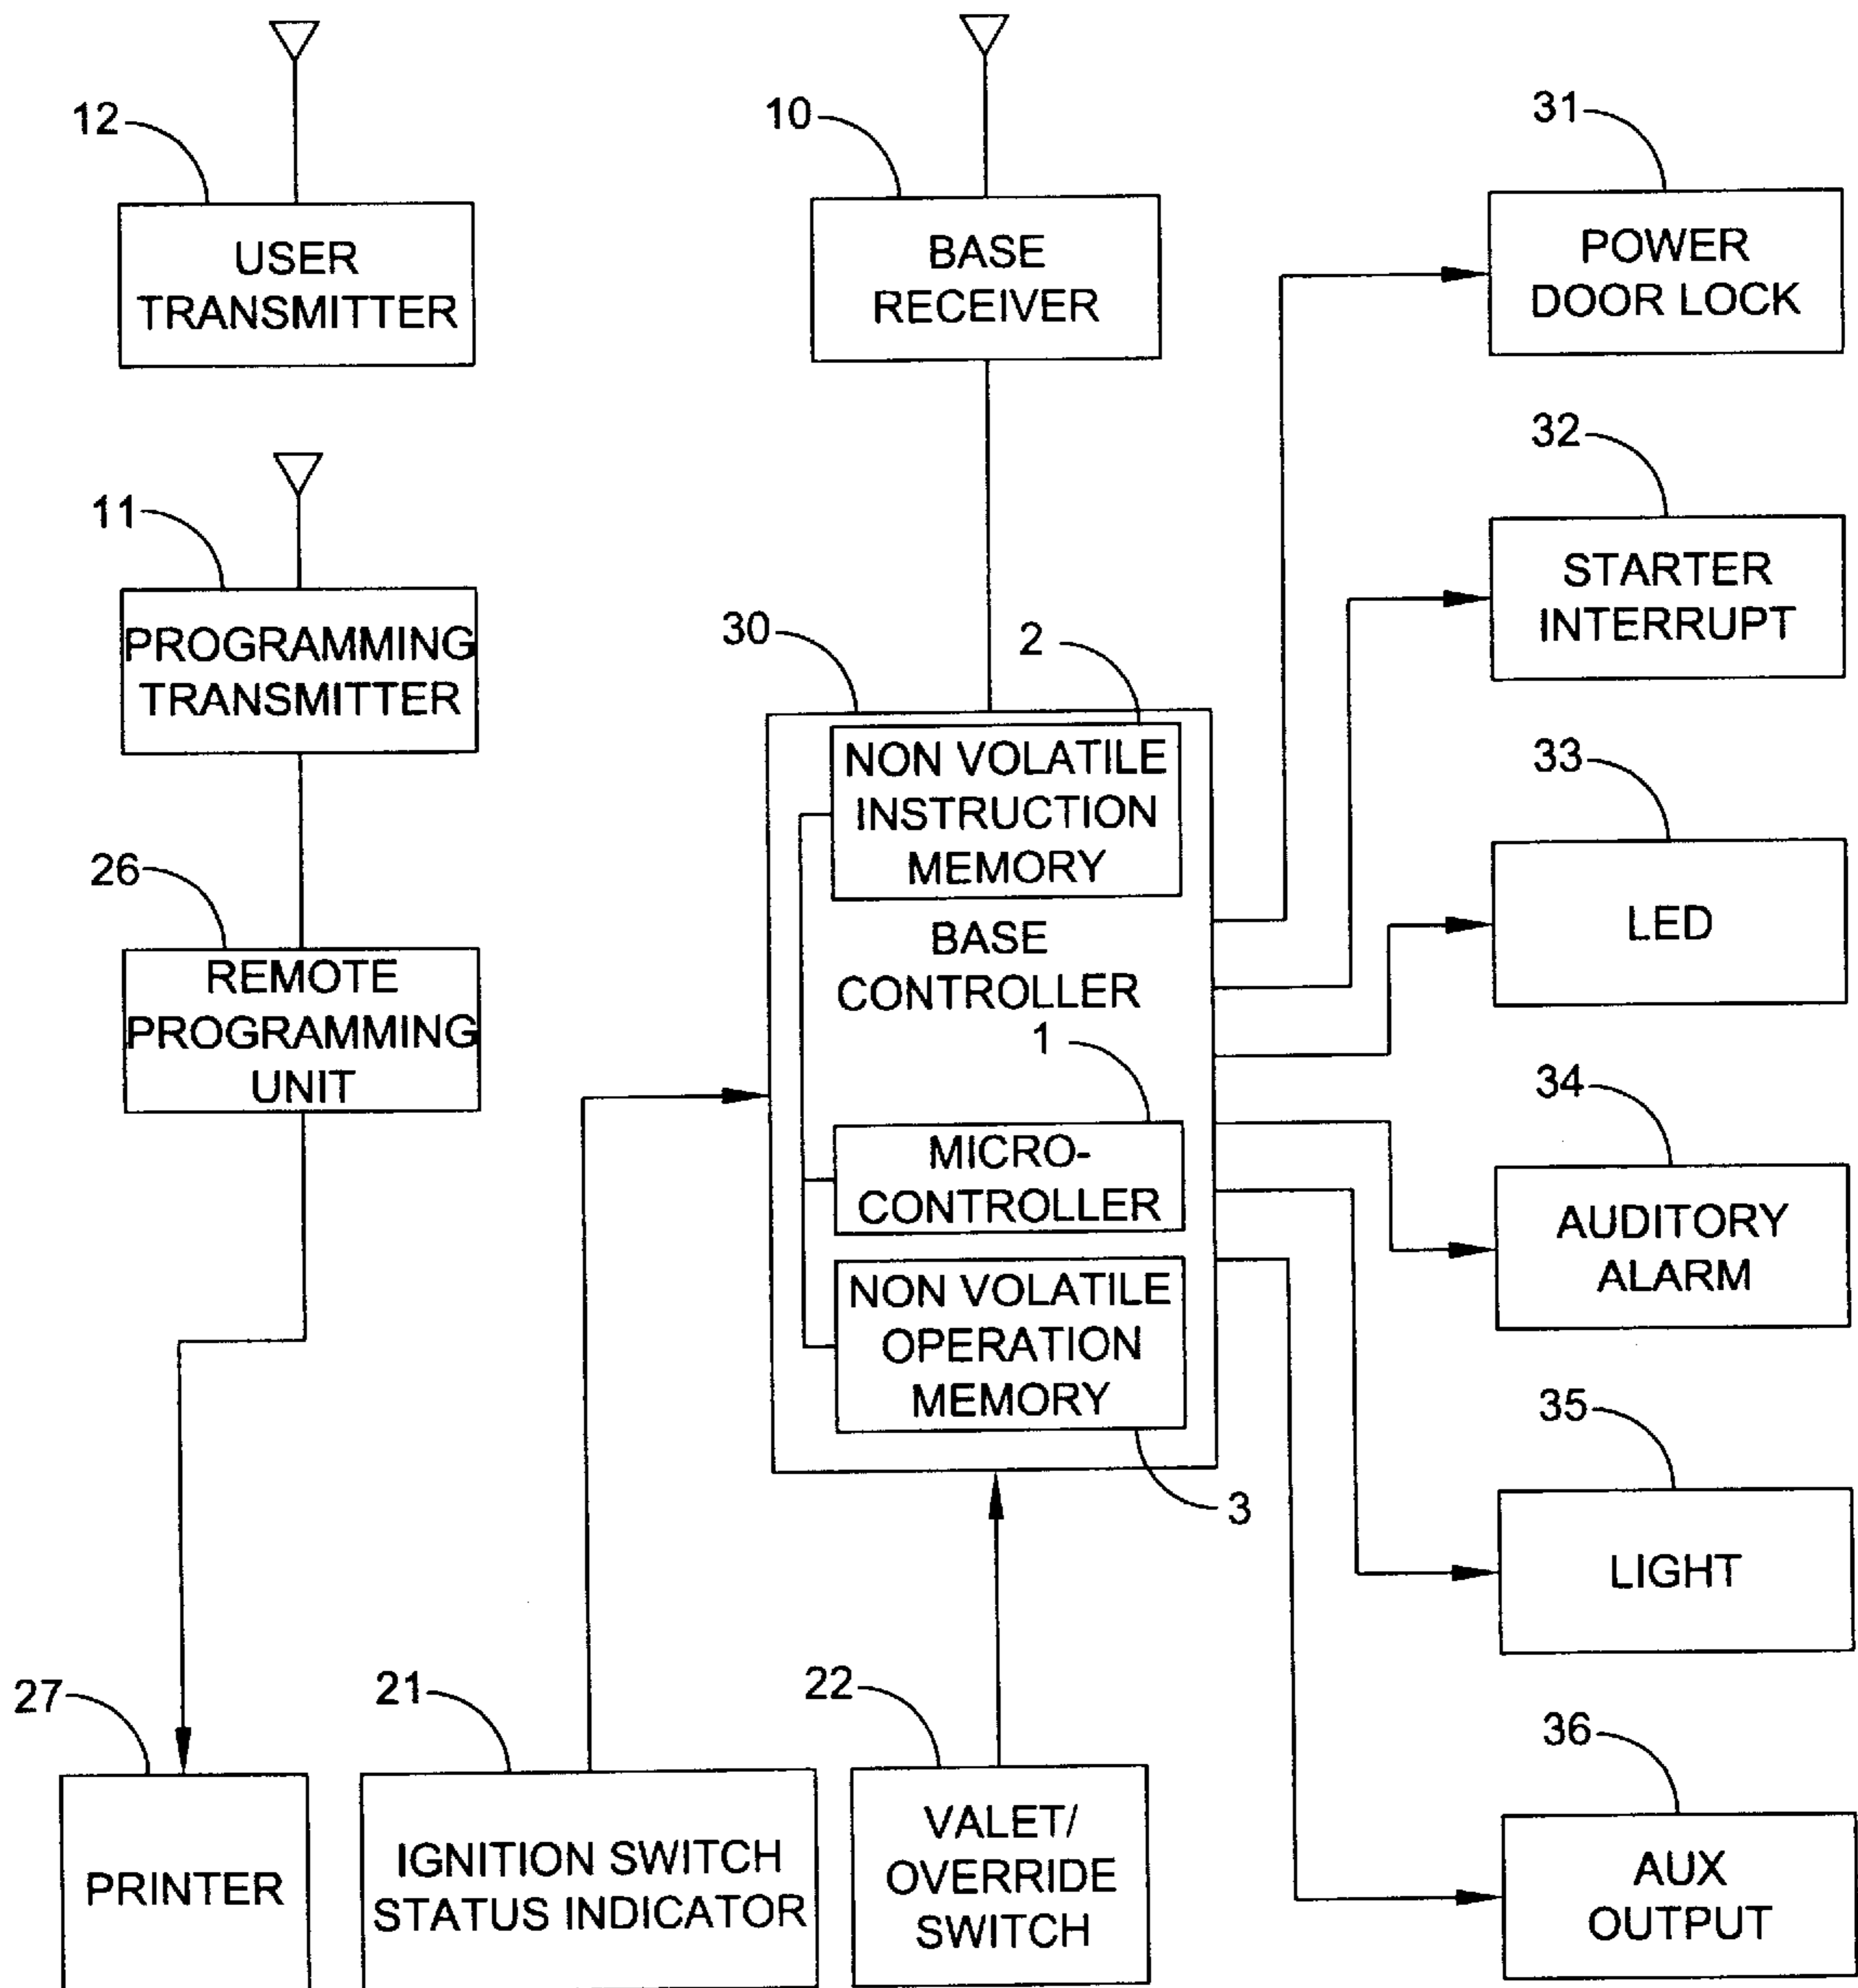 12
USER
TRANSMITTER
10
BASE
RECEIVER
31
POWER
DOOR LOCK
11
PROGRAMMING
TRANSMITTER
32
STARTER
INTERRUPT
30
2
NON VOLATILE
INSTRUCTION
MEMORY
BASE
CONTROLLER
1
MICRO-
CONTROLLER
NON VOLATILE
OPERATION
MEMORY
3
26
REMOTE
PROGRAMMING
UNIT
33
LED
34
AUDITORY
ALARM
35
LIGHT
27
PRINTER
21
IGNITION SWITCH
STATUS INDICATOR
22
VALET/
OVERRIDE
SWITCH
36
AUX
OUTPUT